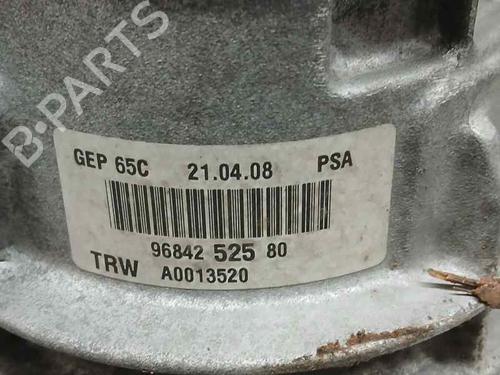 B-PARTS
GEP 65C 21.04.08 PSA
96842 525 80
TRW A0013520